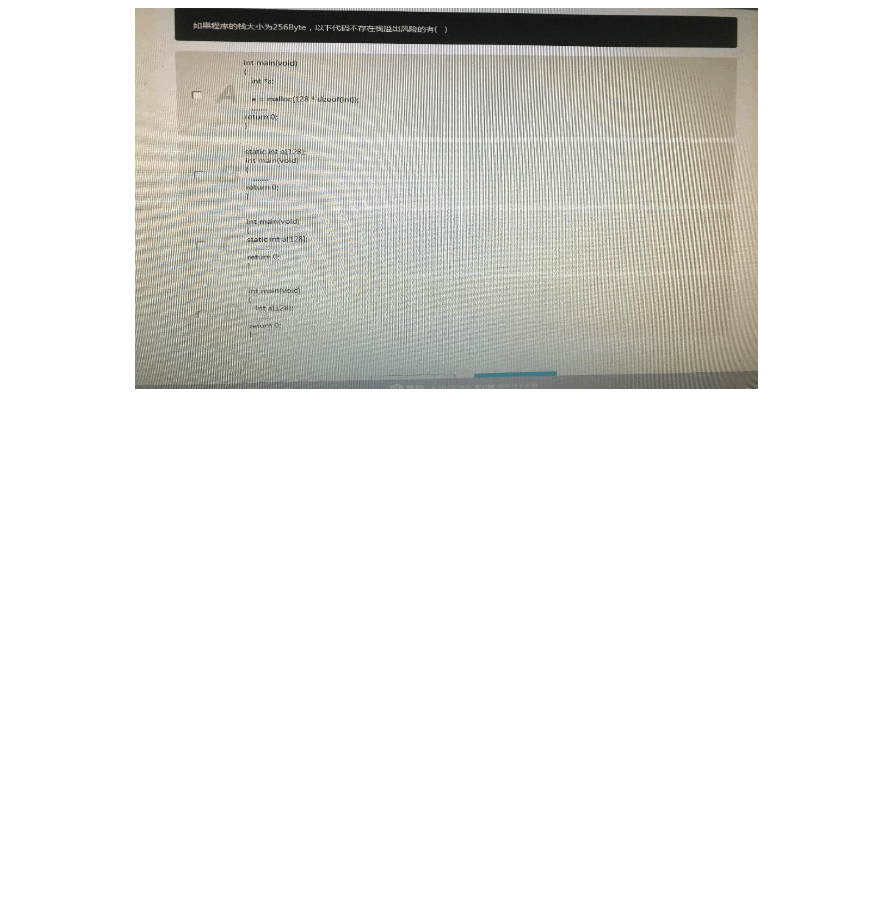 如果程序的栈大小为256Byte，以下代码不存在栈溢出风险的有( )
A
int main(void)
{
int *a;
a = malloc(128 * sizeof(int));
........
return 0;
}
static int a[128];
int main(void)
{
........
return 0;
}
int main(void)
{
static int a[128];
return 0;
}
int main(void)
{
int a[128];
........
return 0;
}